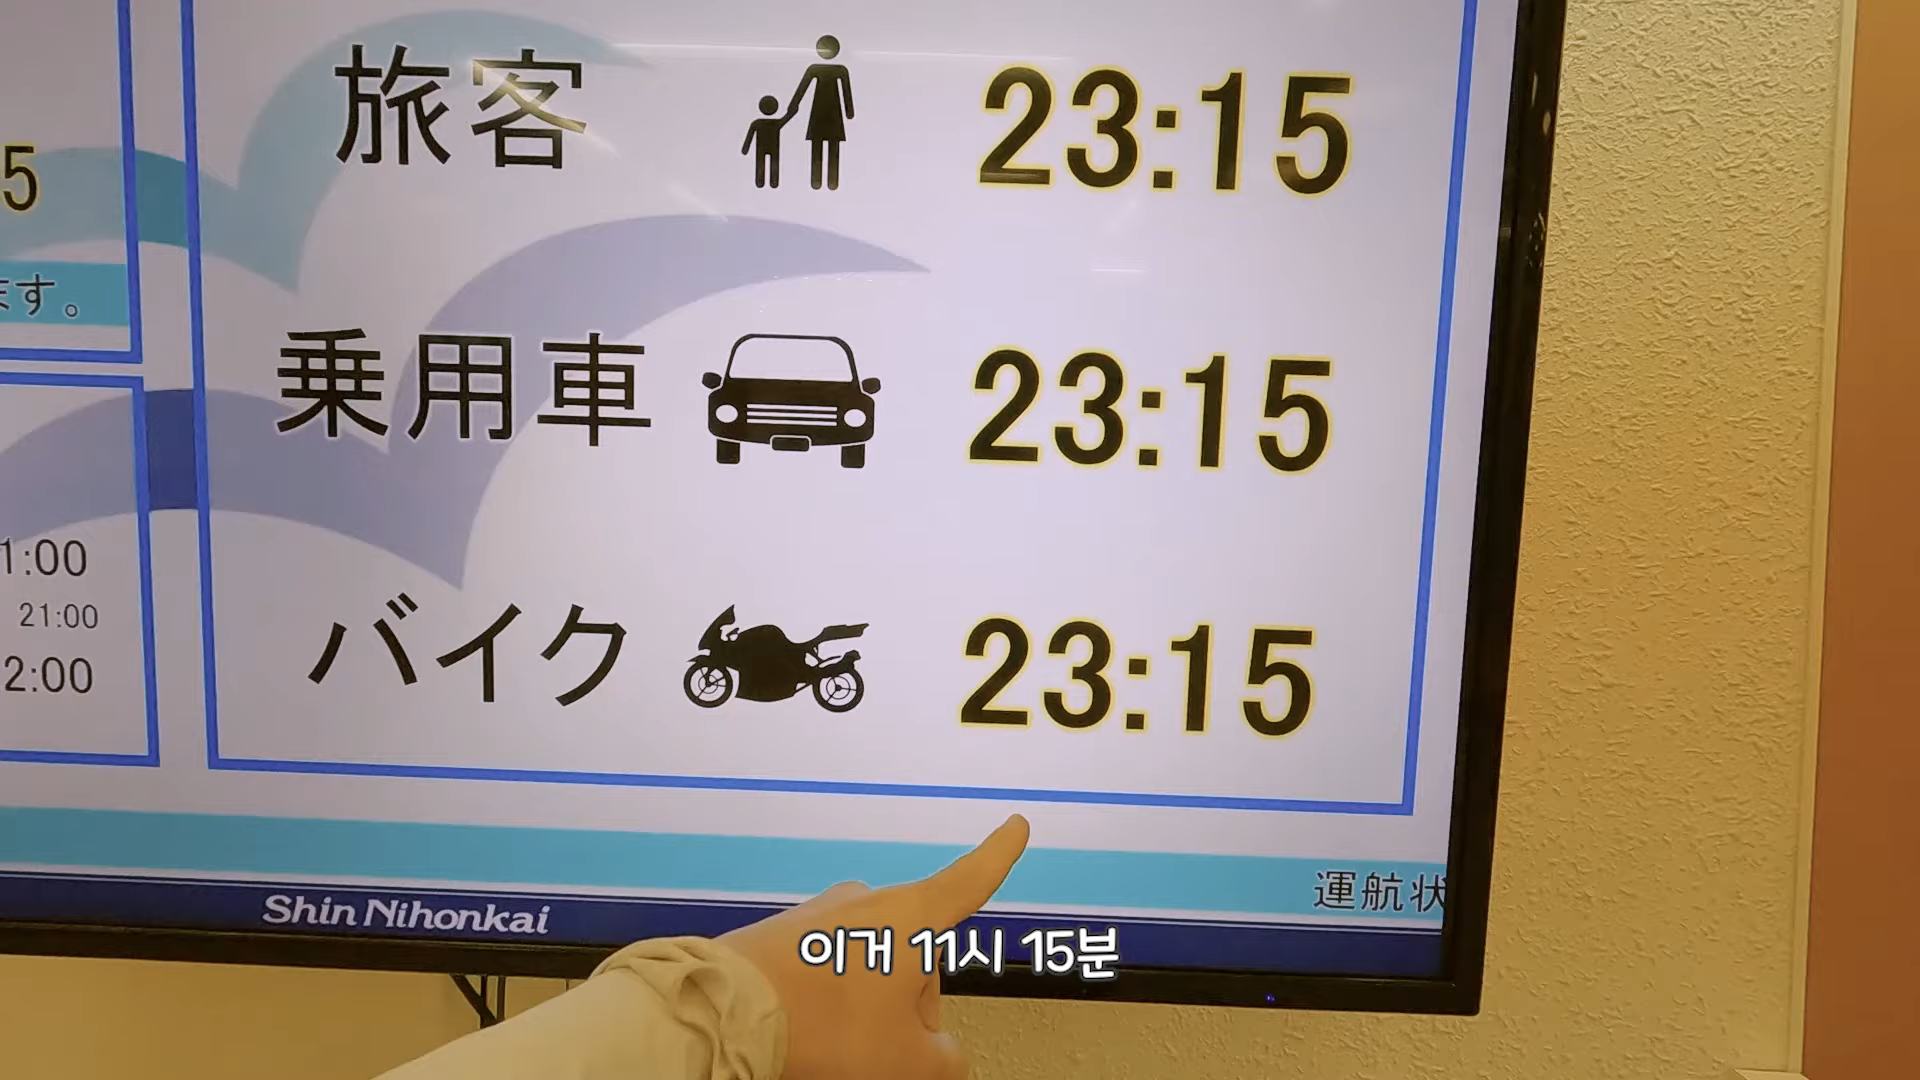 旅客 23:15
乗用車 23:15
バイク 23:15
5
ます。
1:00
21:00
2:00
運航状
Shin Nihonkai
이거 11시 15분